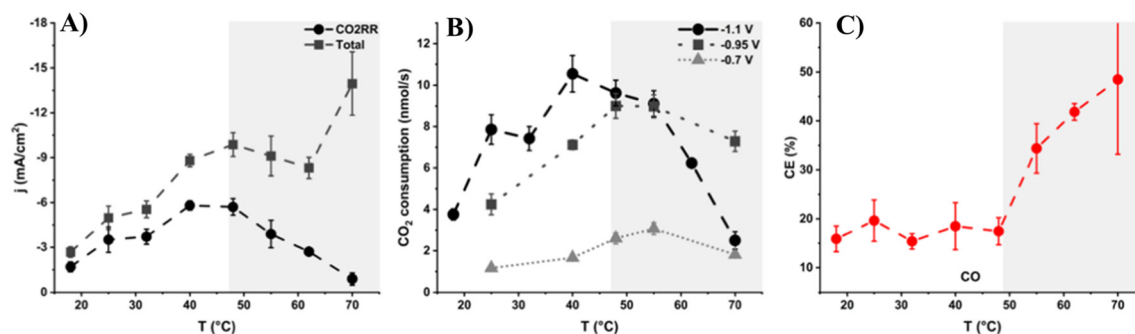 A)
CO2RR
Total
-18
-15
-12
-9
-6
-3
0
j (mA/cm²)
20 30 40 50 60 70
T (°C)
B)
-1.1 V
-0.95 V
-0.7 V
12
10
8
6
4
2
0
CO₂ consumption (nmol/s)
20 30 40 50 60 70
T (°C)
C)
60
50
40
30
20
10
CE (%)
CO
20 30 40 50 60 70
T (°C)